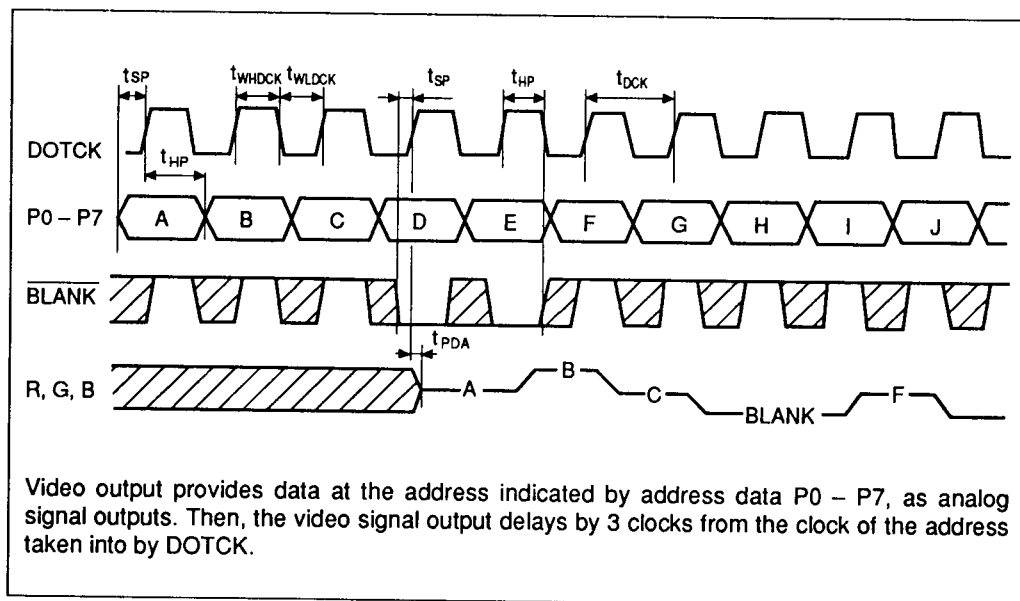 tSP tWHDCK tWLDCK tSP tHP tDCK
DOTCK
tHP
P0 – P7 A B C D E F G H I J
BLANK
tPDA
R, G, B A B C BLANK F
Video output provides data at the address indicated by address data P0 – P7, as analog
signal outputs. Then, the video signal output delays by 3 clocks from the clock of the address
taken into by DOTCK.